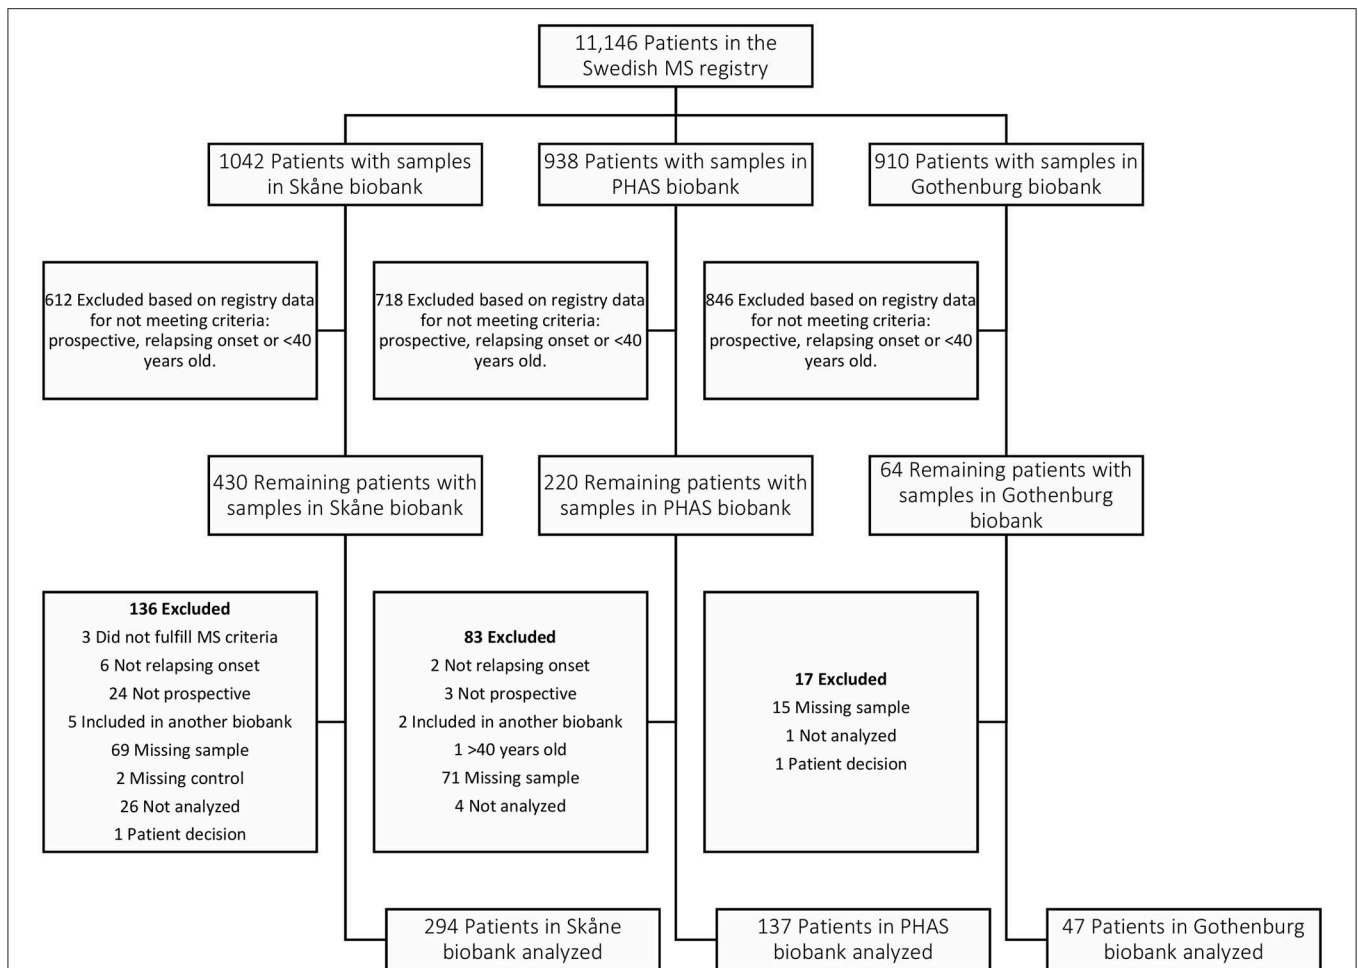 11,146 Patients in the
Swedish MS registry
1042 Patients with samples
in Skåne biobank
938 Patients with samples in
PHAS biobank
910 Patients with samples in
Gothenburg biobank
612 Excluded based on registry data
for not meeting criteria:
prospective, relapsing onset or <40
years old.
718 Excluded based on registry data
for not meeting criteria:
prospective, relapsing onset or <40
years old.
846 Excluded based on registry data
for not meeting criteria:
prospective, relapsing onset or <40
years old.
430 Remaining patients with
samples in Skåne biobank
220 Remaining patients with
samples in PHAS biobank
64 Remaining patients with
samples in Gothenburg
biobank
136 Excluded
3 Did not fulfill MS criteria
6 Not relapsing onset
24 Not prospective
5 Included in another biobank
69 Missing sample
2 Missing control
26 Not analyzed
1 Patient decision
83 Excluded
2 Not relapsing onset
3 Not prospective
2 Included in another biobank
1 >40 years old
71 Missing sample
4 Not analyzed
17 Excluded
15 Missing sample
1 Not analyzed
1 Patient decision
294 Patients in Skåne
biobank analyzed
137 Patients in PHAS
biobank analyzed
47 Patients in Gothenburg
biobank analyzed